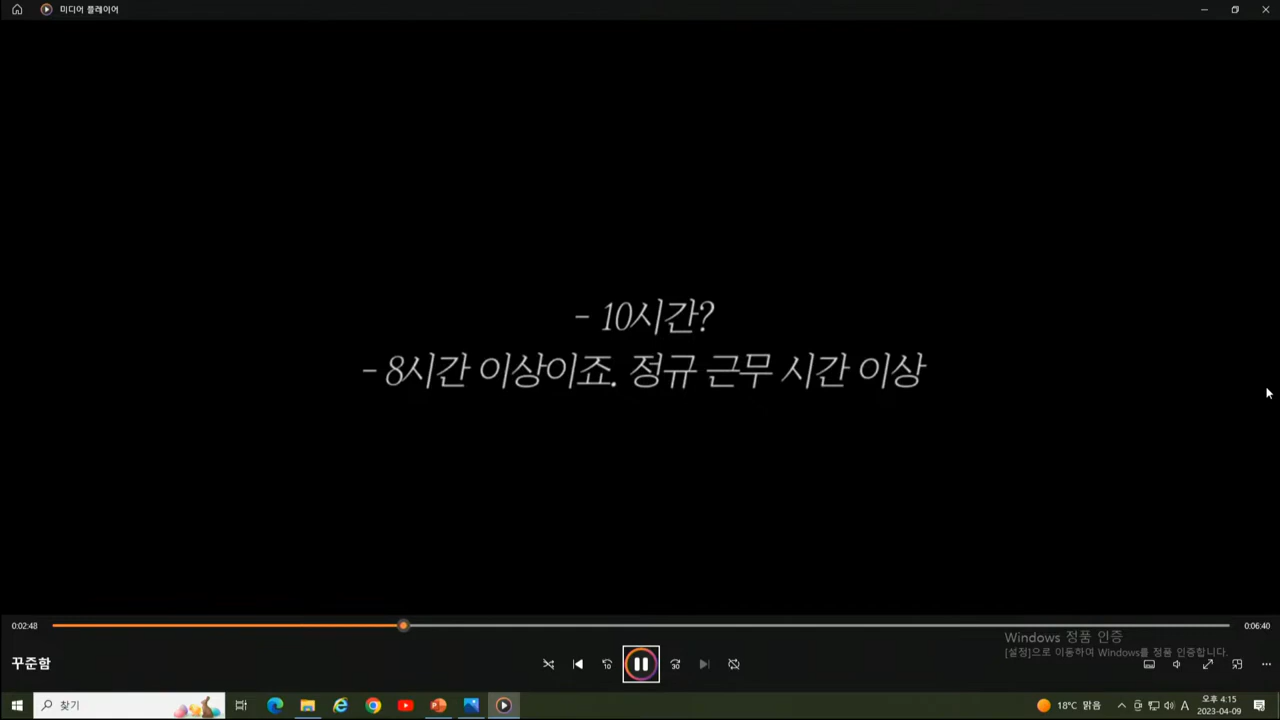 미디어 플레이어
- 10시간?
- 8시간 이상이죠. 정규 근무 시간 이상
0:02:48
0:06:40
Windows 정품 인증
[설정]으로 이동하여 Windows를 정품 인증합니다.
꾸준함
10
30
찾기
18°C 맑음
A
오후 4:15
2023-04-09